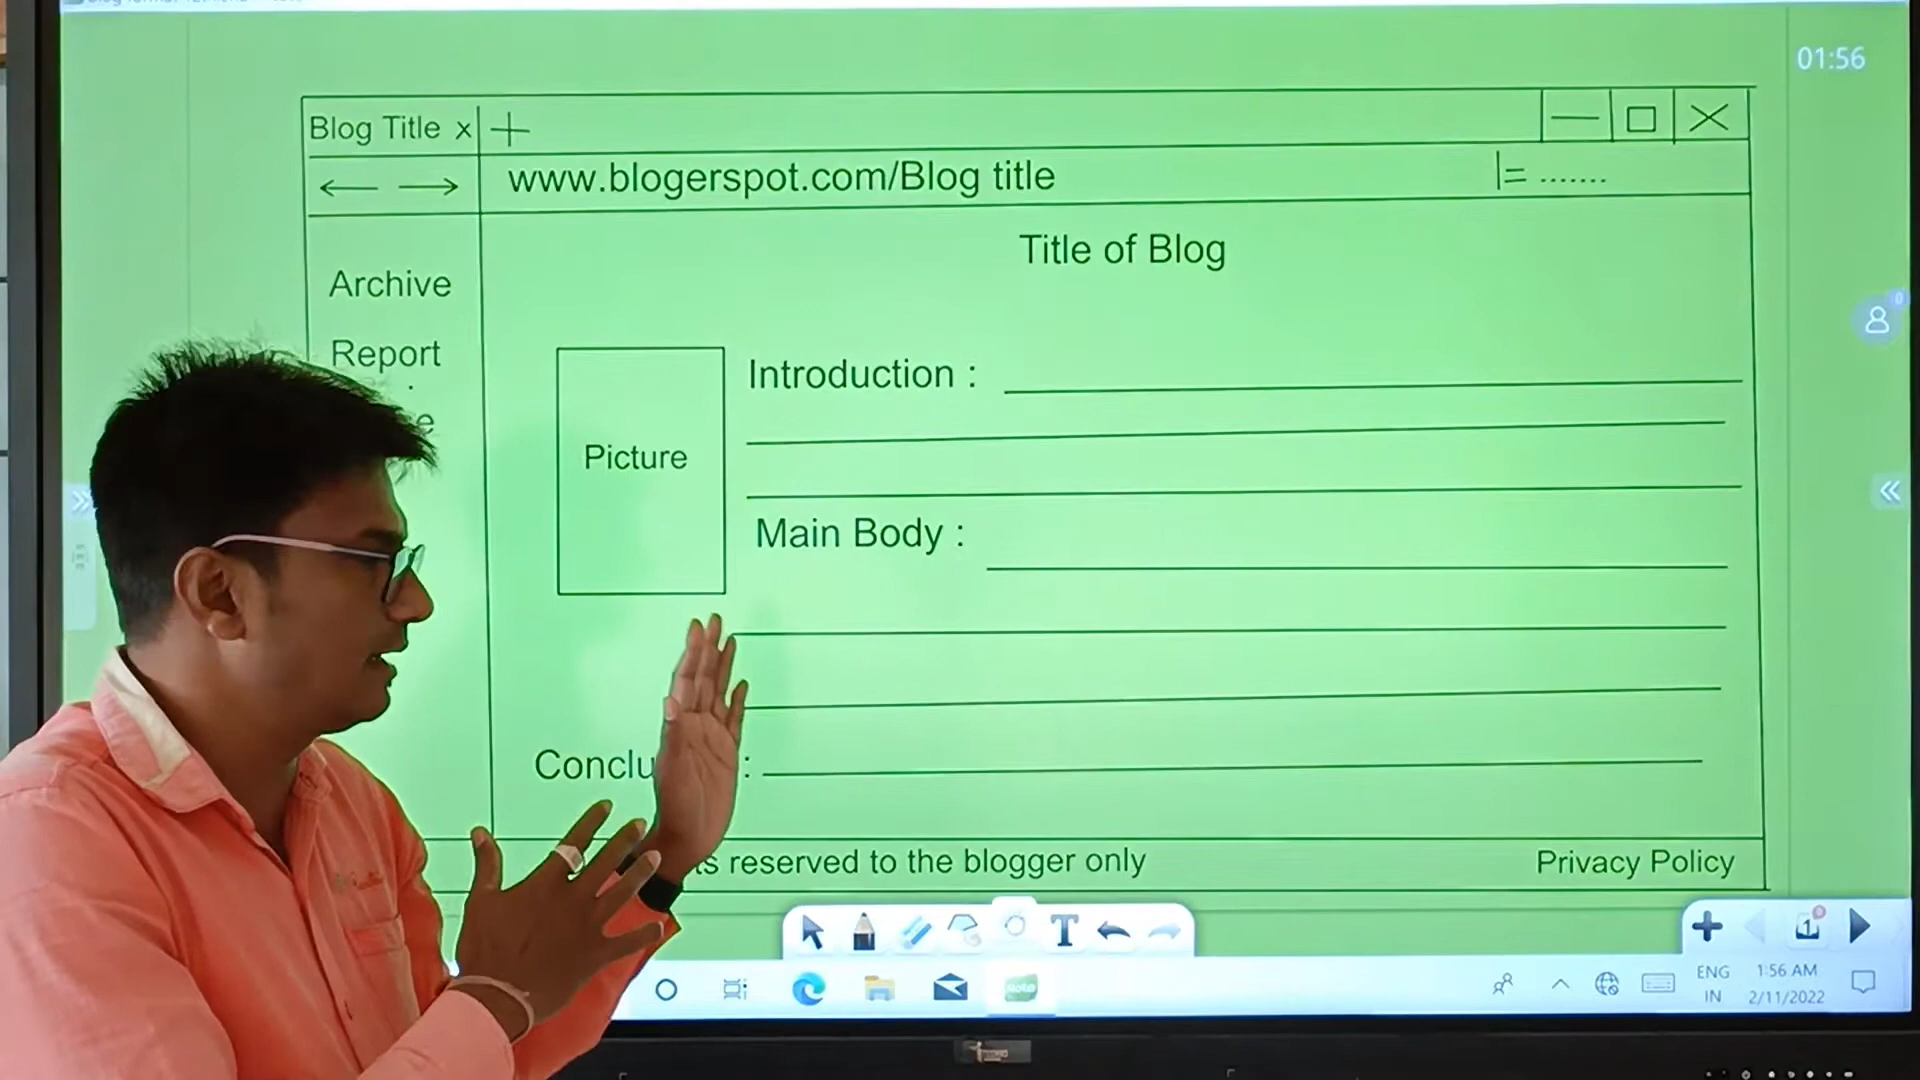 01:56
Blog Title x
www.blogerspot.com/Blog title
Title of Blog
Archive
Report
Introduction :
Picture
Main Body :
:
reserved to the blogger only
Privacy Policy
T
1
ENG
IN
1:56 AM
2/11/2022